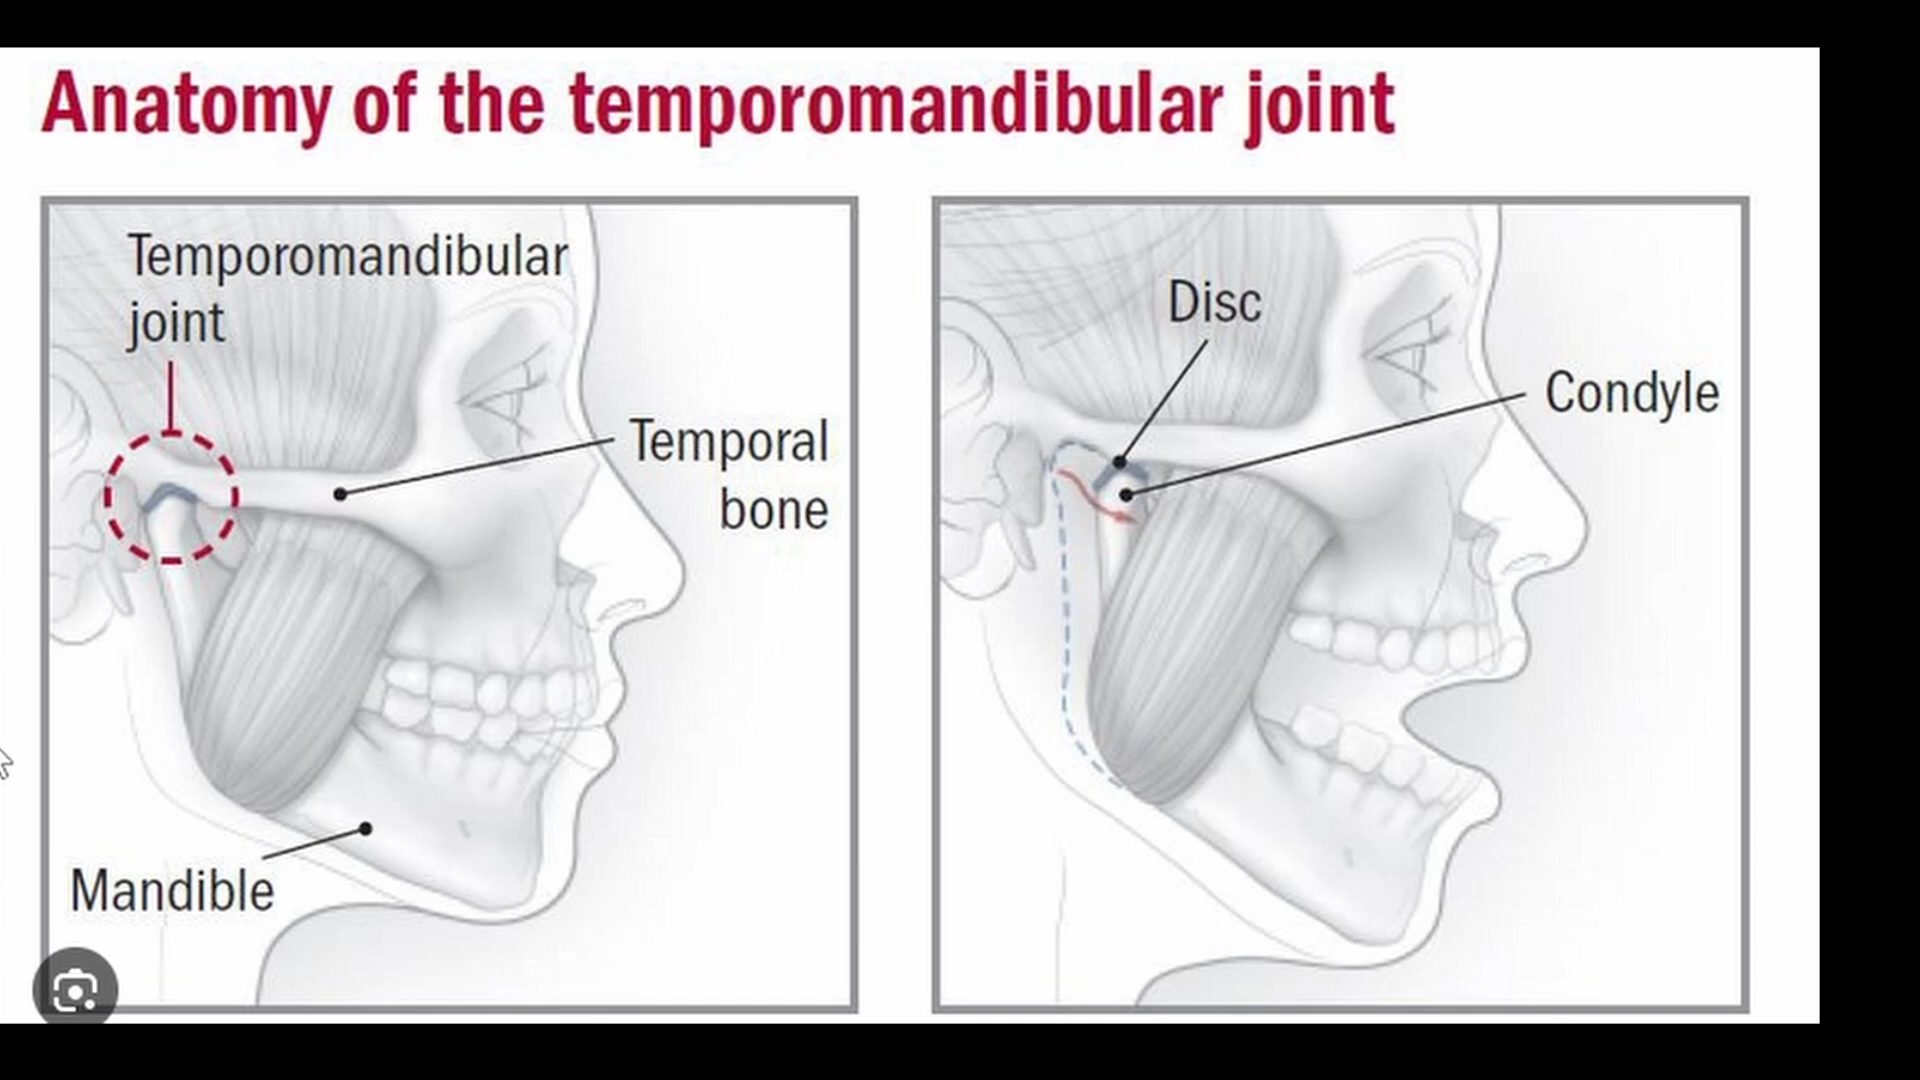 Anatomy of the temporomandibular joint
Temporomandibular
joint
Temporal
bone
Mandible
Disc
Condyle